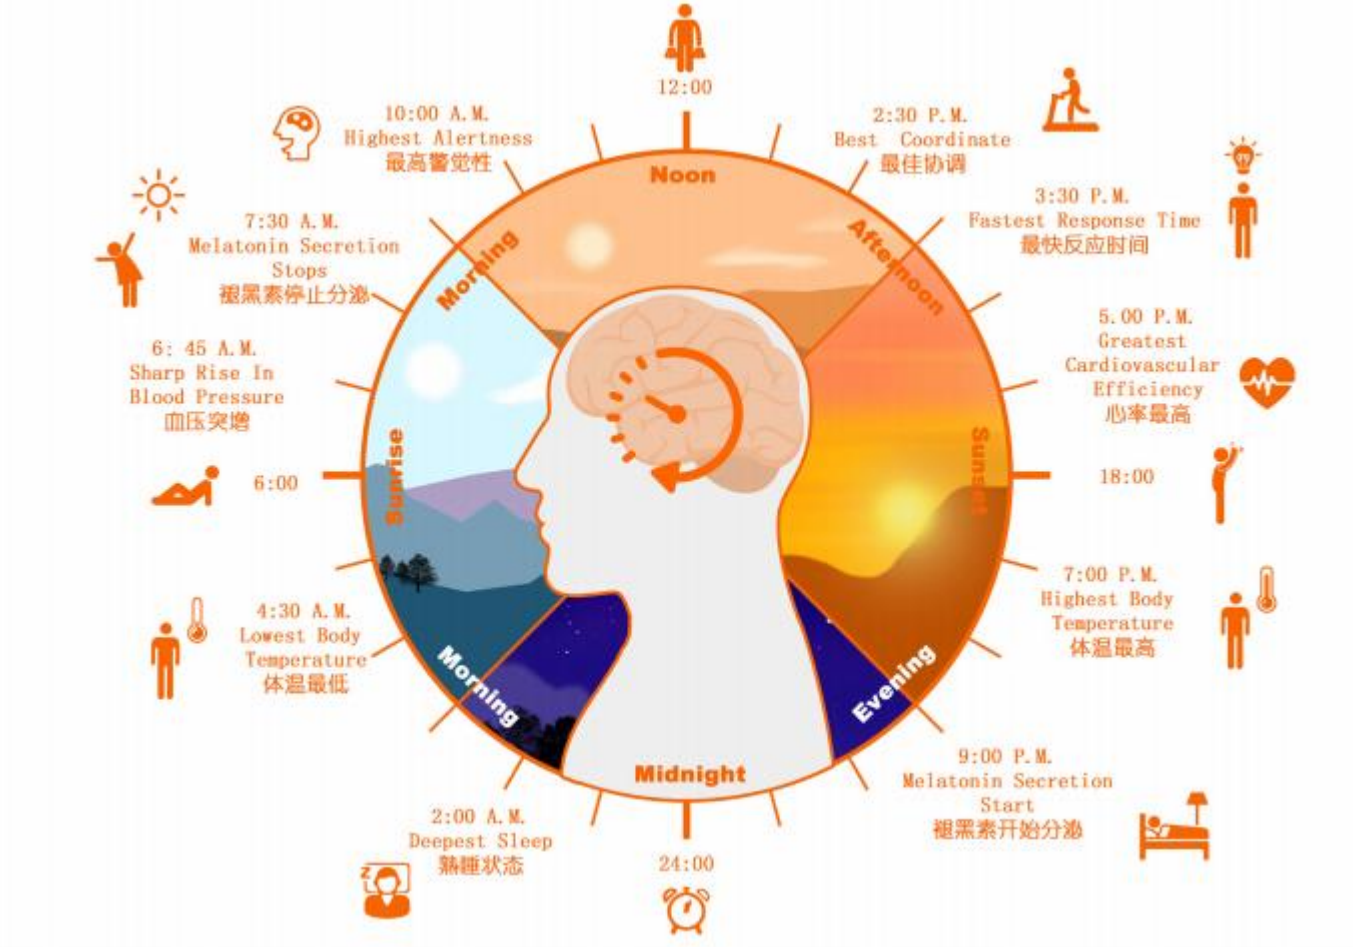 12:00
10:00 A.M.
Highest Alertness
最高警觉性
2:30 P.M.
Best Coordinate
最佳协调
Noon
7:30 A.M.
Melatonin Secretion
Stops
褪黑素停止分泌
3:30 P.M.
Fastest Response Time
最快反应时间
Morning
Afternoon
6: 45 A.M.
Sharp Rise In
Blood Pressure
血压突增
5.00 P.M.
Greatest
Cardiovascular
Efficiency
心率最高
6:00
Sunrise
Sunset
18:00
4:30 A.M.
Lowest Body
Temperature
体温最低
7:00 P.M.
Highest Body
Temperature
体温最高
Morning
Evening
Midnight
2:00 A.M.
Deepest Sleep
熟睡状态
9:00 P.M.
Melatonin Secretion
Start
褪黑素开始分泌
24:00
z